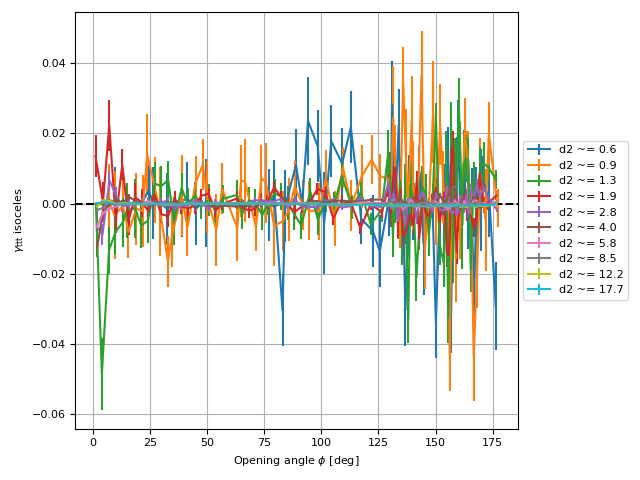 0.04
0.02
0.00
−0.02
−0.04
−0.06
γttt isoceles
0
25
50
75
100
125
150
175
Opening angle ϕ [deg]
d2 ~= 0.6
d2 ~= 0.9
d2 ~= 1.3
d2 ~= 1.9
d2 ~= 2.8
d2 ~= 4.0
d2 ~= 5.8
d2 ~= 8.5
d2 ~= 12.2
d2 ~= 17.7